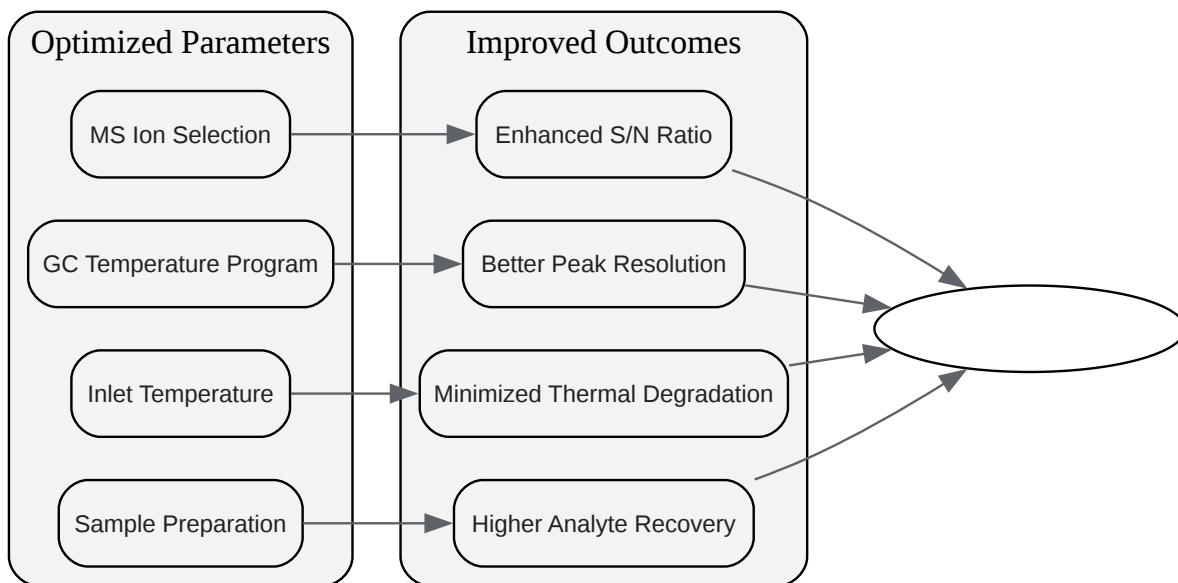 Optimized Parameters
Improved Outcomes
MS Ion Selection
Enhanced S/N Ratio
GC Temperature Program
Better Peak Resolution
Inlet Temperature
Minimized Thermal Degradation
Sample Preparation
Higher Analyte Recovery